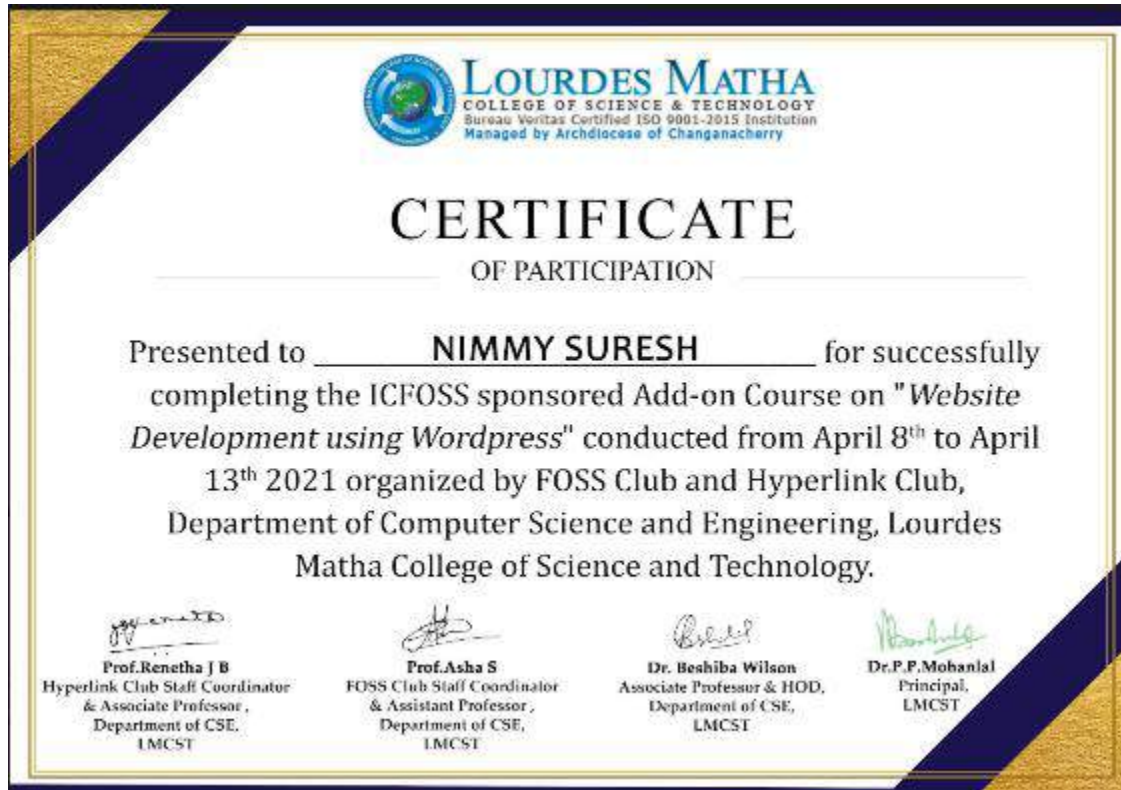 LOURDES MATHA
COLLEGE OF SCIENCE & TECHNOLOGY
Bureau Veritas Certified ISO 9001-2015 Institution
Managed by Archdiocese of Changanacherry
CERTIFICATE
OF PARTICIPATION
Presented to NIMMY SURESH for successfully
completing the ICFOSS sponsored Add-on Course on "Website
Development using Wordpress" conducted from April 8th to April
13th 2021 organized by FOSS Club and Hyperlink Club,
Department of Computer Science and Engineering, Lourdes
Matha College of Science and Technology.
Prof.Renetha J B
Hyperlink Club Staff Coordinator
& Associate Professor ,
Department of CSE,
LMCST
Prof.Asha S
FOSS Club Staff Coordinator
& Assistant Professor ,
Department of CSE,
LMCST
Dr. Beshiba Wilson
Associate Professor & HOD,
Department of CSE,
LMCST
Dr.P.P.Mohanlal
Principal,
LMCST